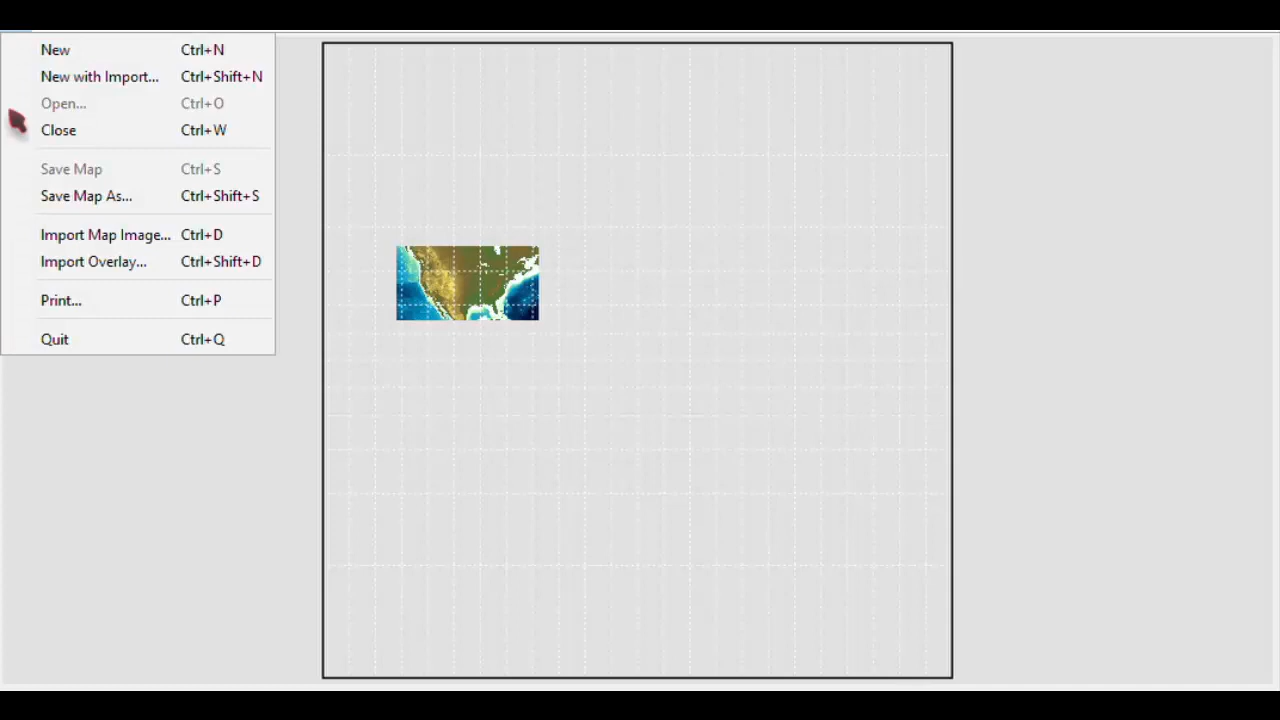 New Ctrl+N
New with Import... Ctrl+Shift+N
Open... Ctrl+O
Close Ctrl+W
Save Map Ctrl+S
Save Map As... Ctrl+Shift+S
Import Map Image... Ctrl+D
Import Overlay... Ctrl+Shift+D
Print... Ctrl+P
Quit Ctrl+Q